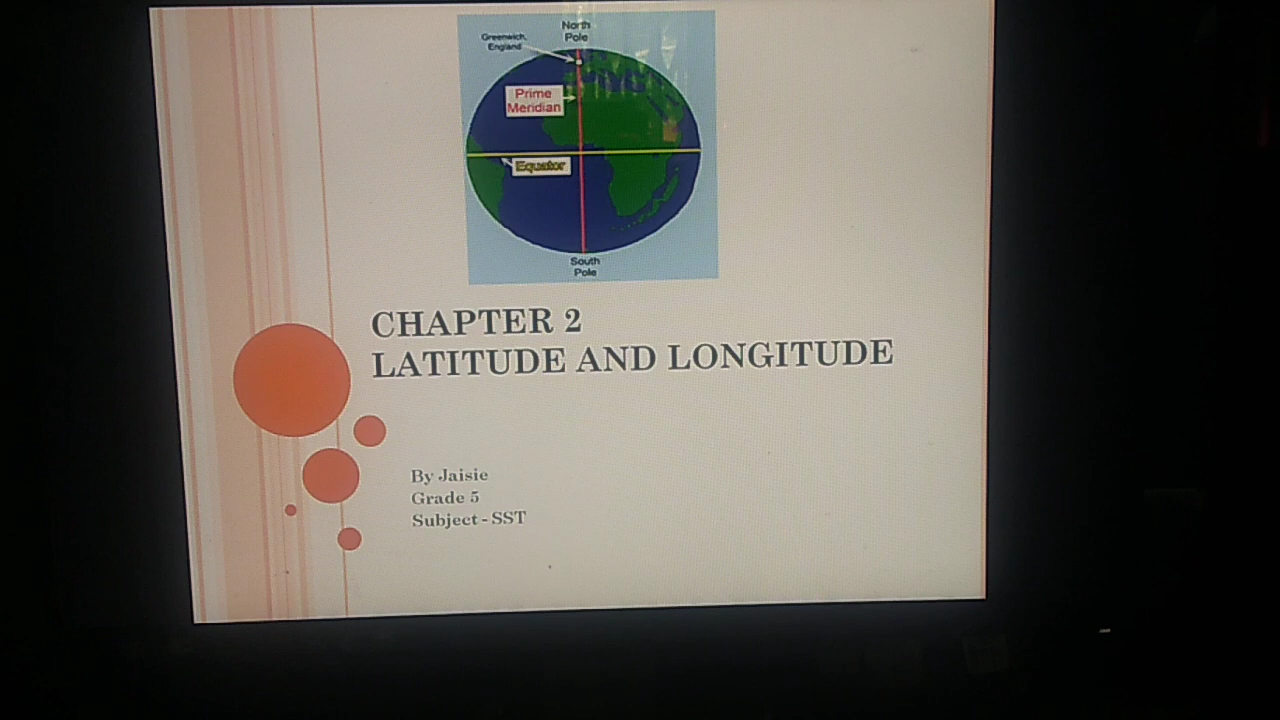 North
Pole
Greenwich,
England
Prime
Meridian
Equator
South
Pole
CHAPTER 2
LATITUDE AND LONGITUDE
By Jaisie
Grade 5
Subject - SST